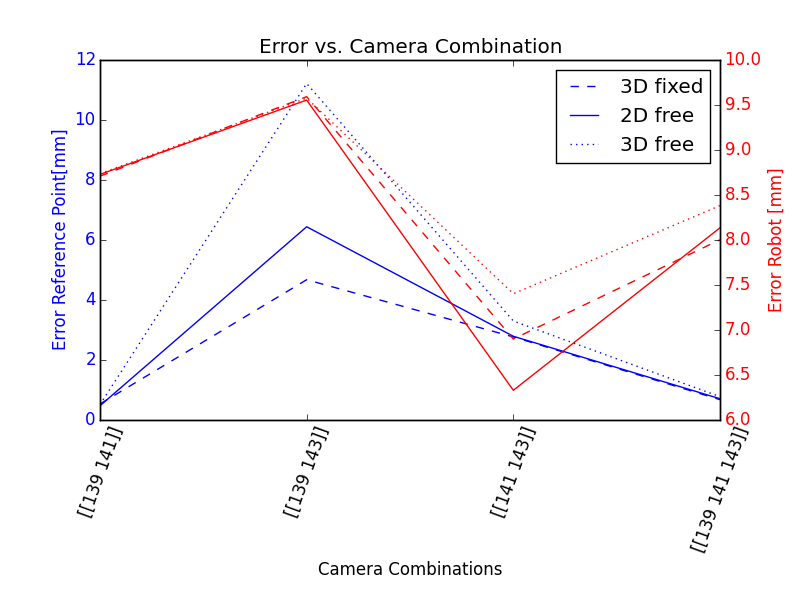 Error vs. Camera Combination
12
10
8
6
4
2
0
Error Reference Point[mm]
10.0
9.5
9.0
8.5
8.0
7.5
7.0
6.5
6.0
Error Robot [mm]
3D fixed
2D free
3D free
[[139 141]]
[[139 143]]
[[141 143]]
[[139 141 143]]
Camera Combinations